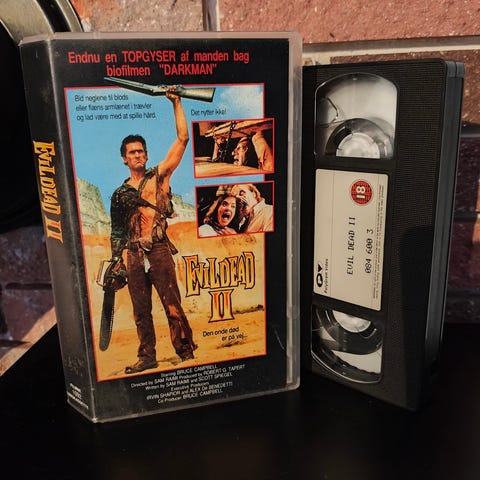 Endnu en TOPGYSER af manden bag
biofilmen "DARKMAN"
Bid neglene til blods
eller flæns armlænet i trævler
og lad være med at spille hård.
Det nytter ikke!
EVIL DEAD
II
Den onde død
er på vej...
Starring BRUCE CAMPBELL
Directed by SAM RAIMI Produced by ROBERT G. TAPERT
Written by SAM RAIMI and SCOTT SPIEGEL
Executive Producers
IRVIN SHAPIOR and ALEX De BENEDETTI
Co-Producer BRUCE CAMPBELL
EVIL DEAD II
18
Polygram video
EVIL DEAD II
084 600 3